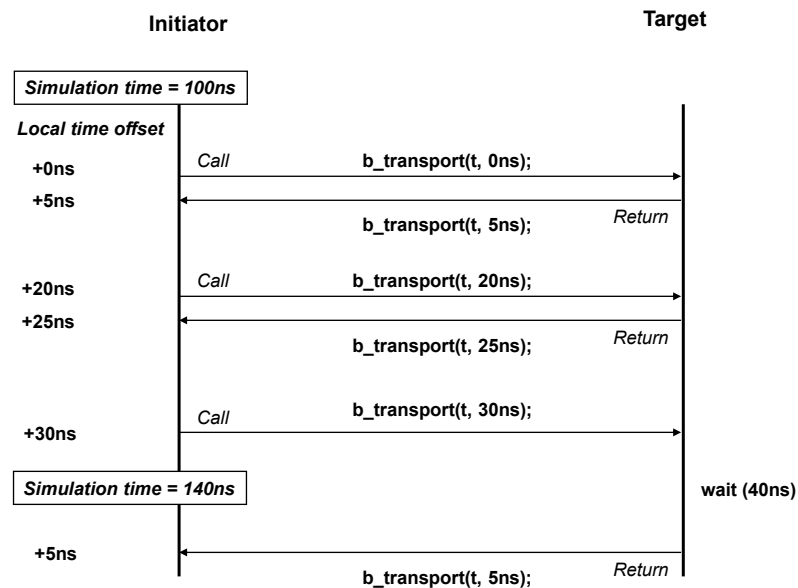 Initiator
Target
Simulation time = 100ns
Local time offset
+0ns
Call
b_transport(t, 0ns);
+5ns
b_transport(t, 5ns);
Return
+20ns
Call
b_transport(t, 20ns);
+25ns
b_transport(t, 25ns);
Return
+30ns
Call
b_transport(t, 30ns);
Simulation time = 140ns
wait (40ns)
+5ns
b_transport(t, 5ns);
Return